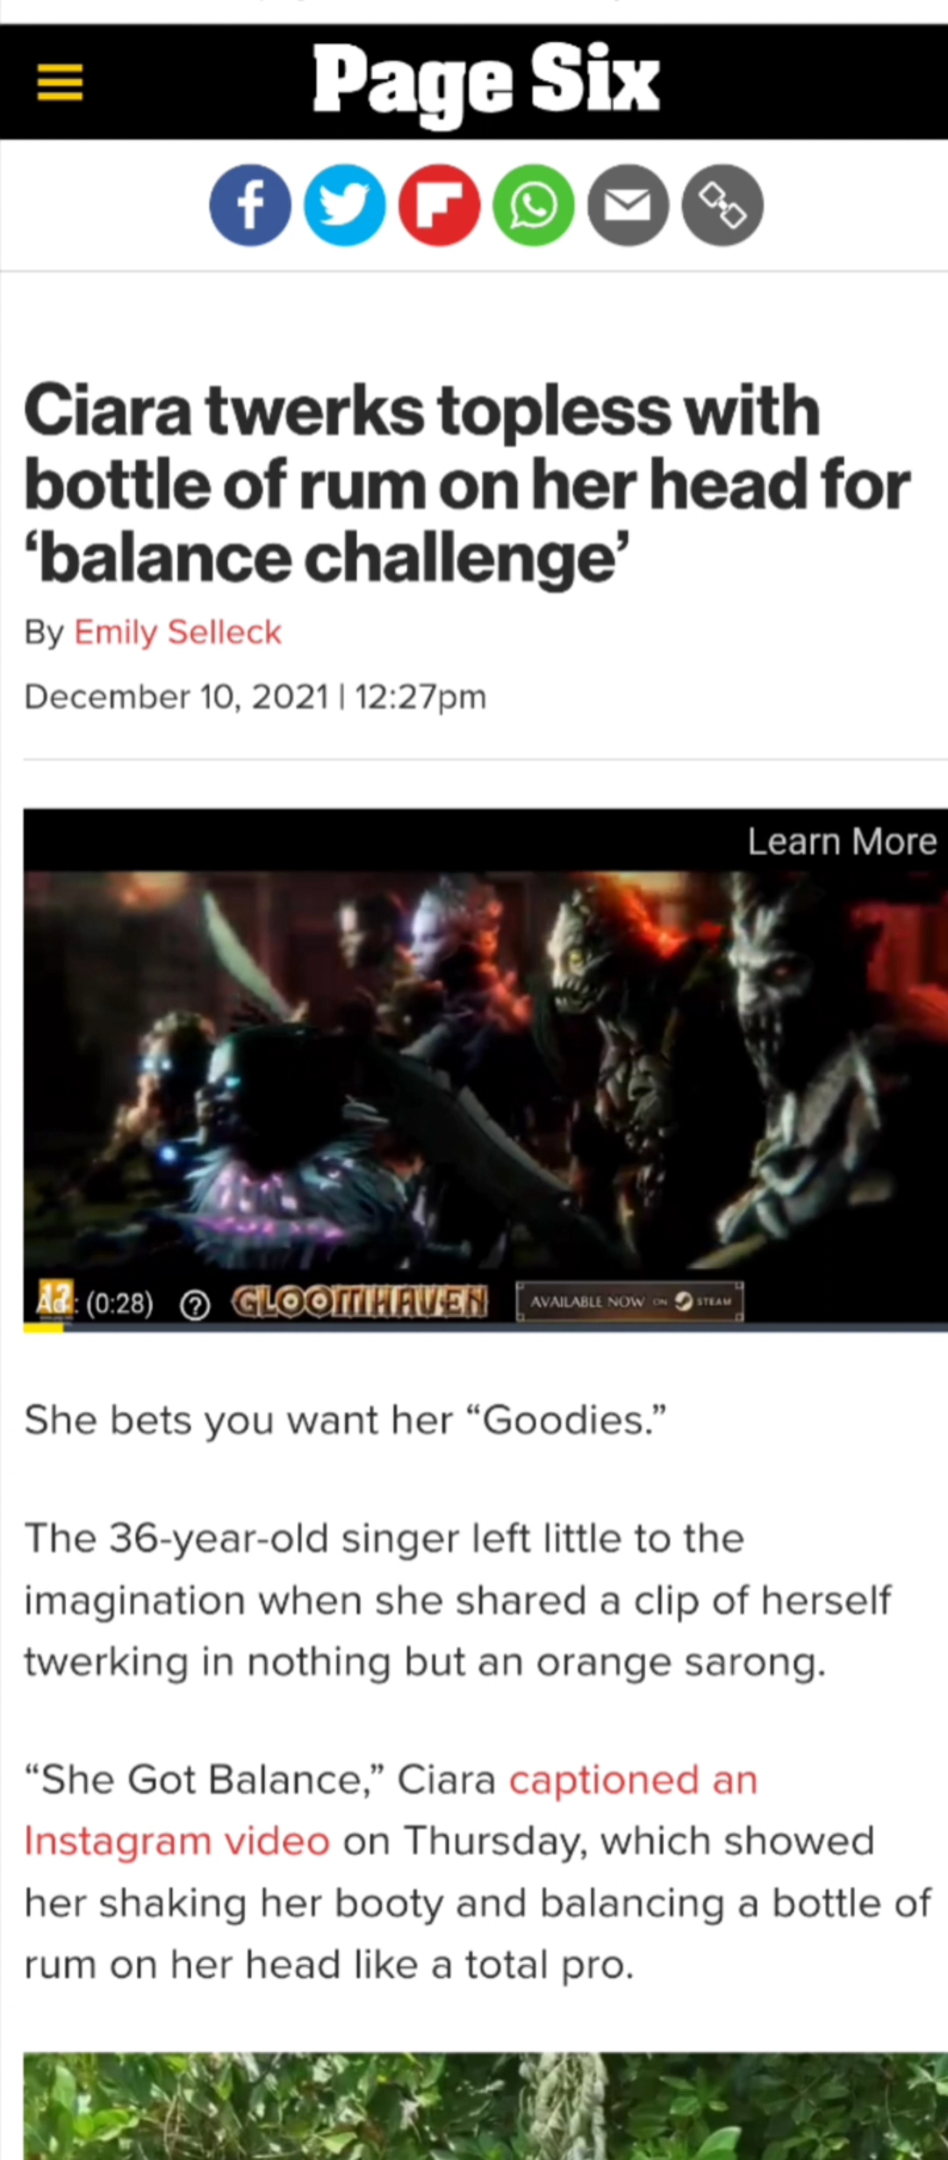 Page Six
Ciara twerks topless with
bottle of rum on her head for
‘balance challenge’
By Emily Selleck
December 10, 2021 | 12:27pm
Learn More
Ad: (0:28) ? GLOOMHAVEN AVAILABLE NOW ON STEAM
She bets you want her “Goodies.”
The 36-year-old singer left little to the
imagination when she shared a clip of herself
twerking in nothing but an orange sarong.
“She Got Balance,” Ciara captioned an
Instagram video on Thursday, which showed
her shaking her booty and balancing a bottle of
rum on her head like a total pro.